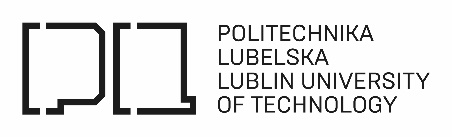 POLITECHNIKA
LUBELSKA
LUBLIN UNIVERSITY
OF TECHNOLOGY